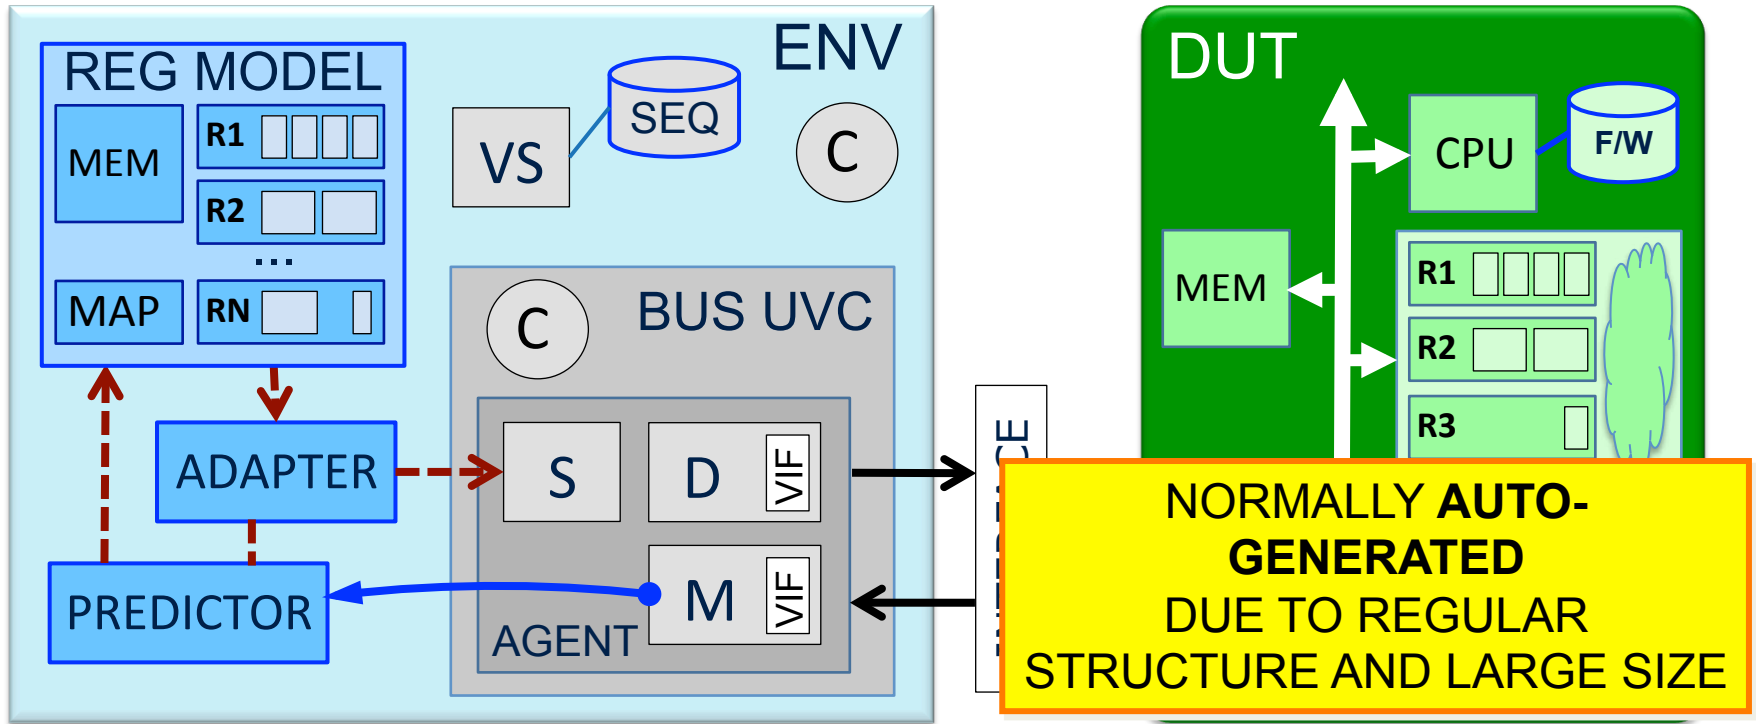 ENV
REG MODEL
MEM
R1
R2
...
MAP
RN
VS
SEQ
C
BUS UVC
C
ADAPTER
S
D
VIF
PREDICTOR
M
VIF
AGENT
DUT
CPU
F/W
MEM
R1
R2
R3
NORMALLY AUTO-
GENERATED
DUE TO REGULAR
STRUCTURE AND LARGE SIZE